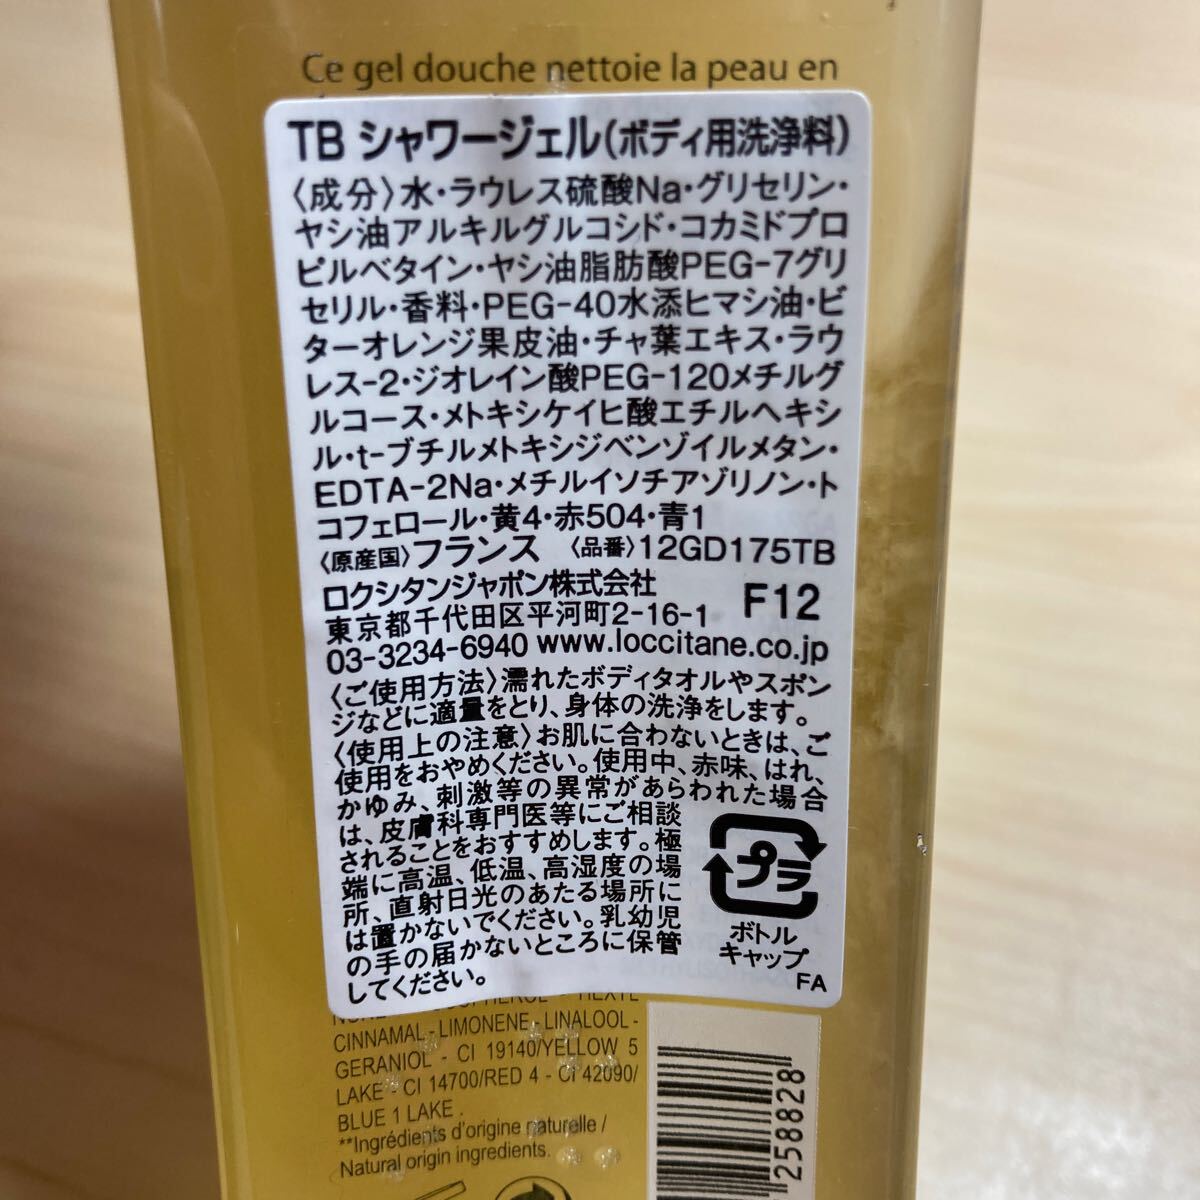 Ce gel douche nettoie la peau en
TB シャワージェル(ボディ用洗浄料)
〈成分〉水・ラウレス硫酸Na・グリセリン・
ヤシ油アルキルグルコシド・コカミドプロ
ピルベタイン・ヤシ油脂肪酸PEG-7グリ
セリル・香料・PEG-40水添ヒマシ油・ビ
ターオレンジ果皮油・チャ葉エキス・ラウ
レス-2・ジオレイン酸PEG-120メチルグ
ルコース・メトキシケイヒ酸エチルヘキシ
ル・t-ブチルメトキシジベンゾイルメタン・
EDTA-2Na・メチルイソチアゾリノン・ト
コフェロール・黄4・赤504・青1
〈原産国〉フランス 〈品番〉12GD175TB
ロクシタンジャポン株式会社
東京都千代田区平河町2-16-1 F12
03-3234-6940 www.loccitane.co.jp
〈ご使用方法〉濡れたボディタオルやスポン
ジなどに適量をとり、身体の洗浄をします。
〈使用上の注意〉お肌に合わないときは、ご
使用をおやめください。使用中、赤味、はれ、
かゆみ、刺激等の異常があらわれた場合
は、皮膚科専門医等にご相談
されることをおすすめします。極
端に高温、低温、高湿度の場
所、直射日光のあたる場所に
は置かないでください。乳幼児
の手の届かないところに保管
してください。
プラ
ボトル
キャップ
FA
CINNAMAL - LIMONENE - LINALOOL -
GERANIOL - CI 19140/YELLOW 5
LAKE - CI 14700/RED 4 - CI 42090/
BLUE 1 LAKE .
**Ingrédients d'origine naturelle /
Natural origin ingredients.
258828